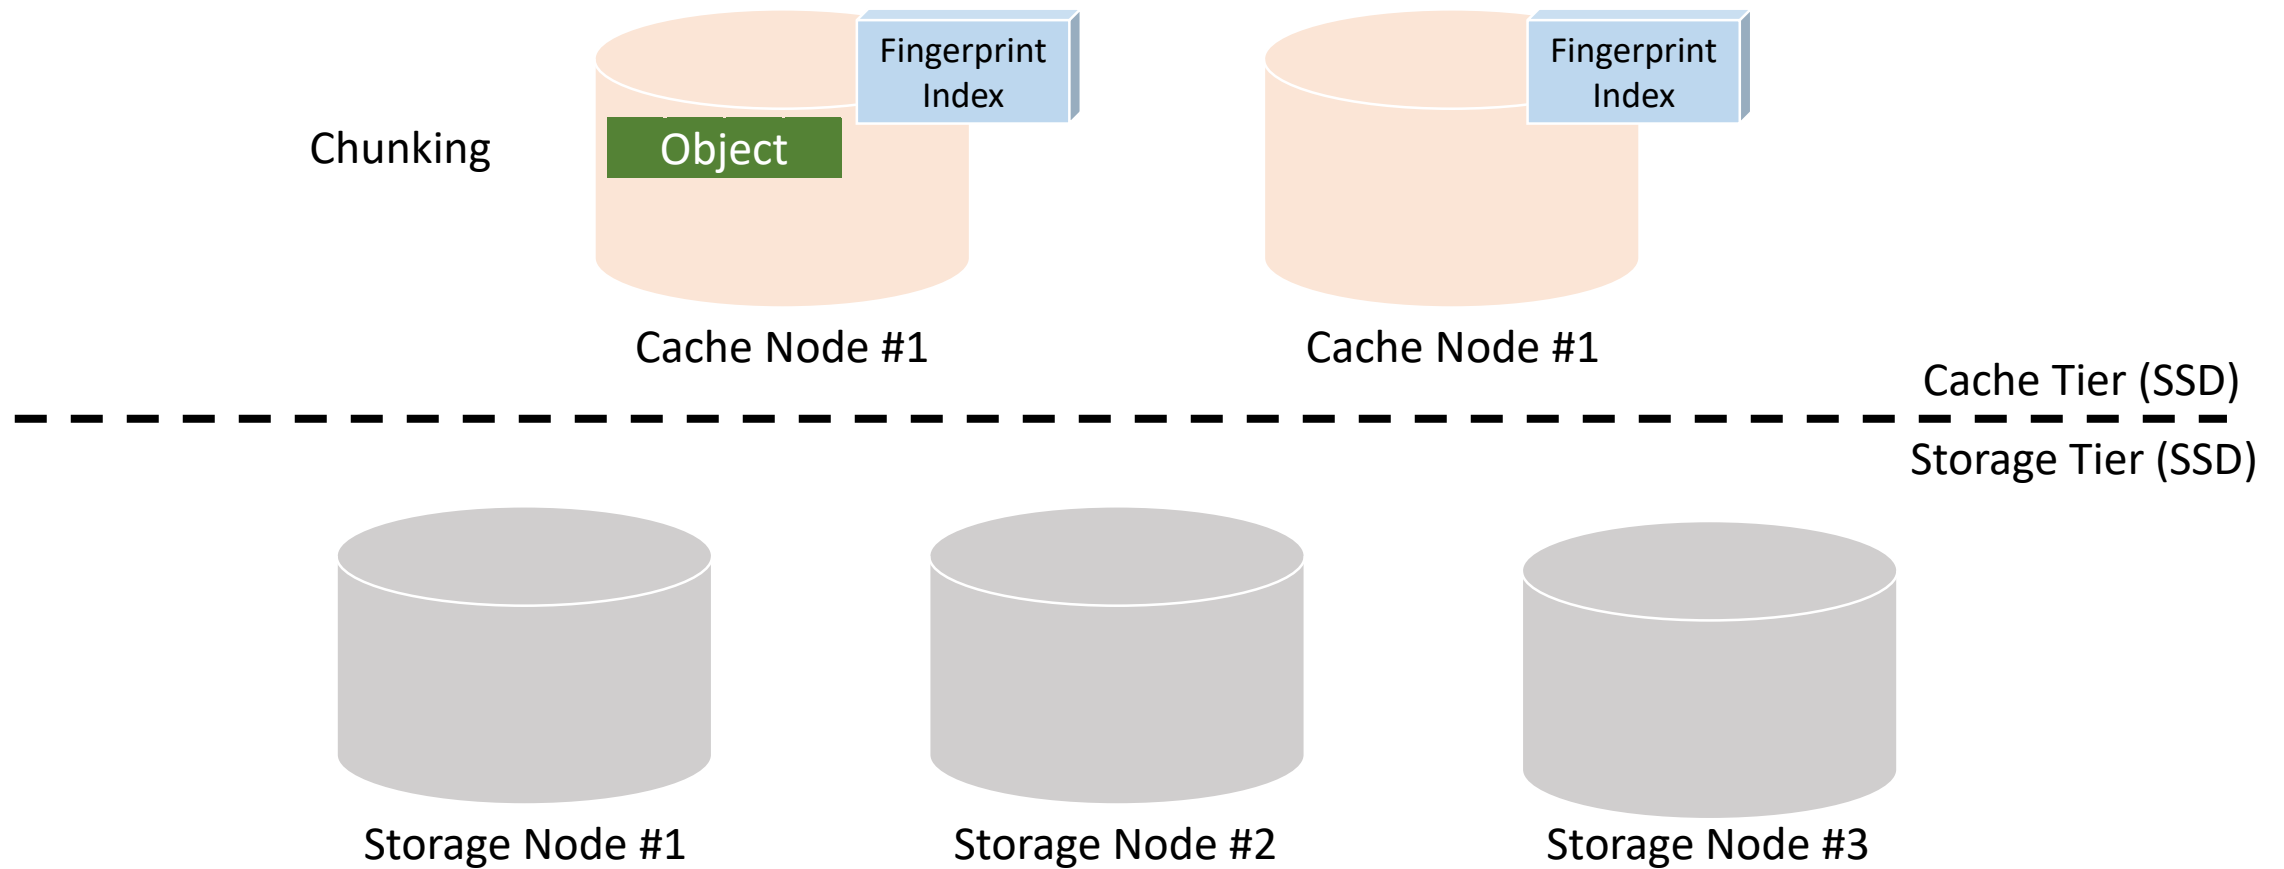 Fingerprint
Index
Fingerprint
Index
Chunking
Object
Cache Node #1
Cache Node #1
Cache Tier (SSD)
Storage Tier (SSD)
Storage Node #1
Storage Node #2
Storage Node #3